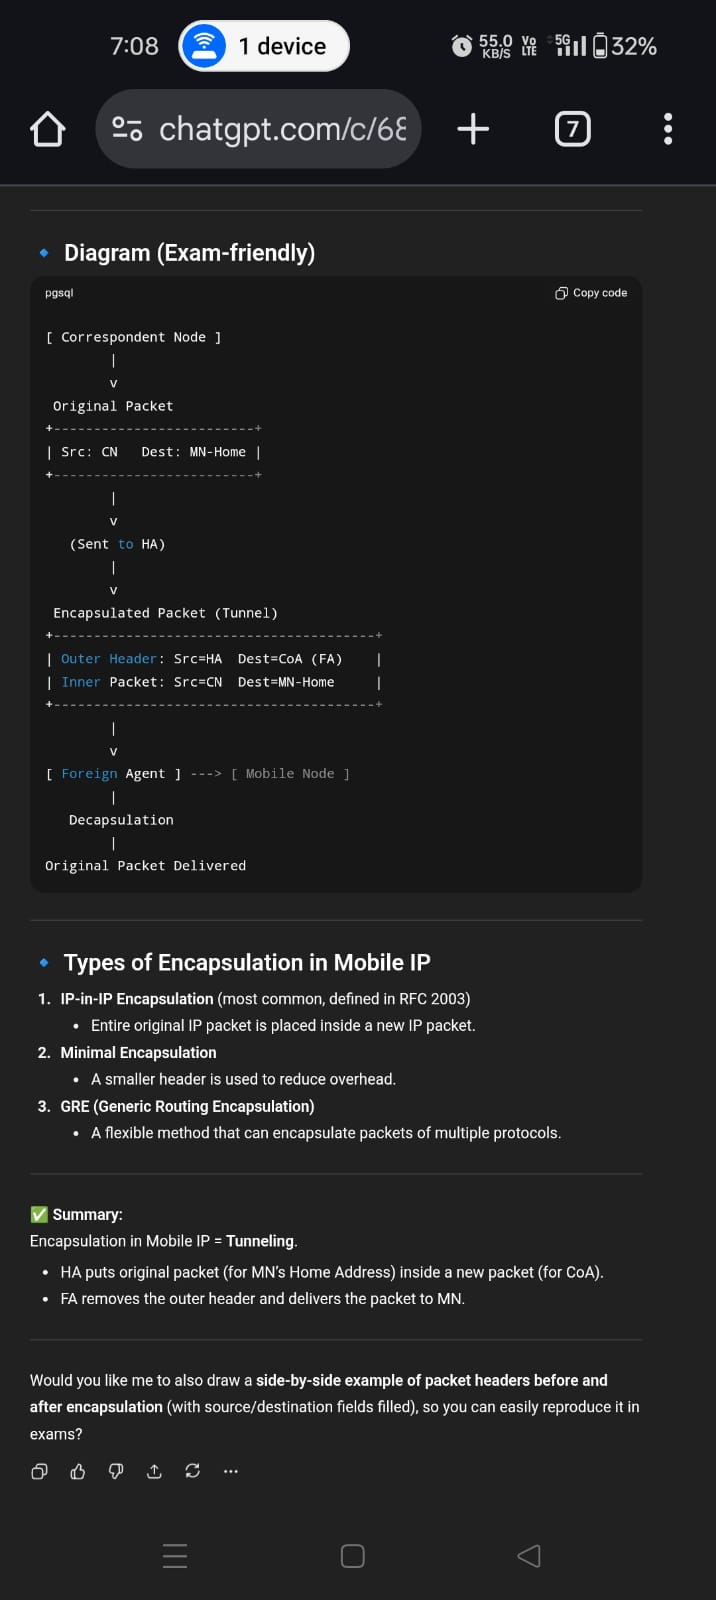 7:08 1 device 55.0 KB/S Vo LTE 5G 32%
chatgpt.com/c/68 7
Diagram (Exam-friendly)
pgsql Copy code
[ Correspondent Node ]
|
v
Original Packet
+-------------------------+
| Src: CN   Dest: MN-Home |
+-------------------------+
|
v
(Sent to HA)
|
v
Encapsulated Packet (Tunnel)
+----------------------------------------+
| Outer Header: Src=HA  Dest=CoA (FA)    |
| Inner Packet: Src=CN  Dest=MN-Home     |
+----------------------------------------+
|
v
[ Foreign Agent ] ---> [ Mobile Node ]
|
Decapsulation
|
Original Packet Delivered
Types of Encapsulation in Mobile IP
1. IP-in-IP Encapsulation (most common, defined in RFC 2003)
• Entire original IP packet is placed inside a new IP packet.
2. Minimal Encapsulation
• A smaller header is used to reduce overhead.
3. GRE (Generic Routing Encapsulation)
• A flexible method that can encapsulate packets of multiple protocols.
✅ Summary:
Encapsulation in Mobile IP = Tunneling.
• HA puts original packet (for MN's Home Address) inside a new packet (for CoA).
• FA removes the outer header and delivers the packet to MN.
Would you like me to also draw a side-by-side example of packet headers before and
after encapsulation (with source/destination fields filled), so you can easily reproduce it in
exams?